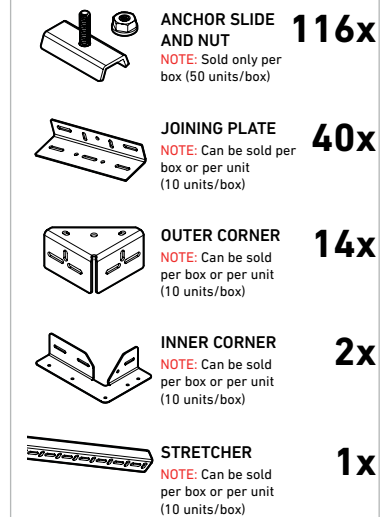 ANCHOR SLIDE
AND NUT
116x
NOTE: Sold only per
box (50 units/box)
JOINING PLATE
40x
NOTE: Can be sold per
box or per unit
(10 units/box)
OUTER CORNER
14x
NOTE: Can be sold
per box or per unit
(10 units/box)
INNER CORNER
2x
NOTE: Can be sold
per box or per unit
(10 units/box)
STRETCHER
1x
NOTE: Can be sold
per box or per unit
(10 units/box)